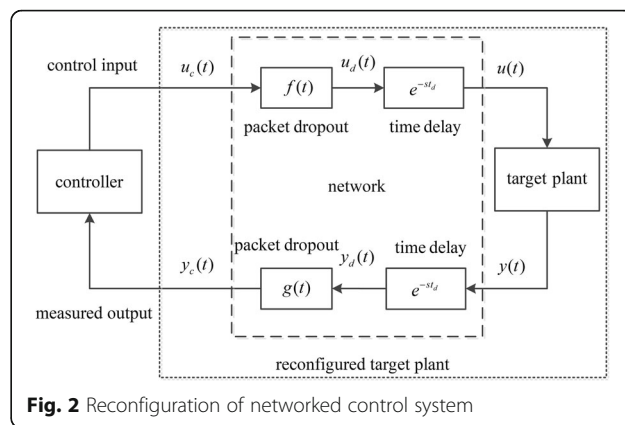 control input
u_c(t)
f(t)
u_d(t)
e^{-st_d}
u(t)
packet dropout
time delay
controller
network
target plant
packet dropout
time delay
y_c(t)
g(t)
y_d(t)
e^{-st_d}
y(t)
measured output
reconfigured target plant
Fig. 2 Reconfiguration of networked control system